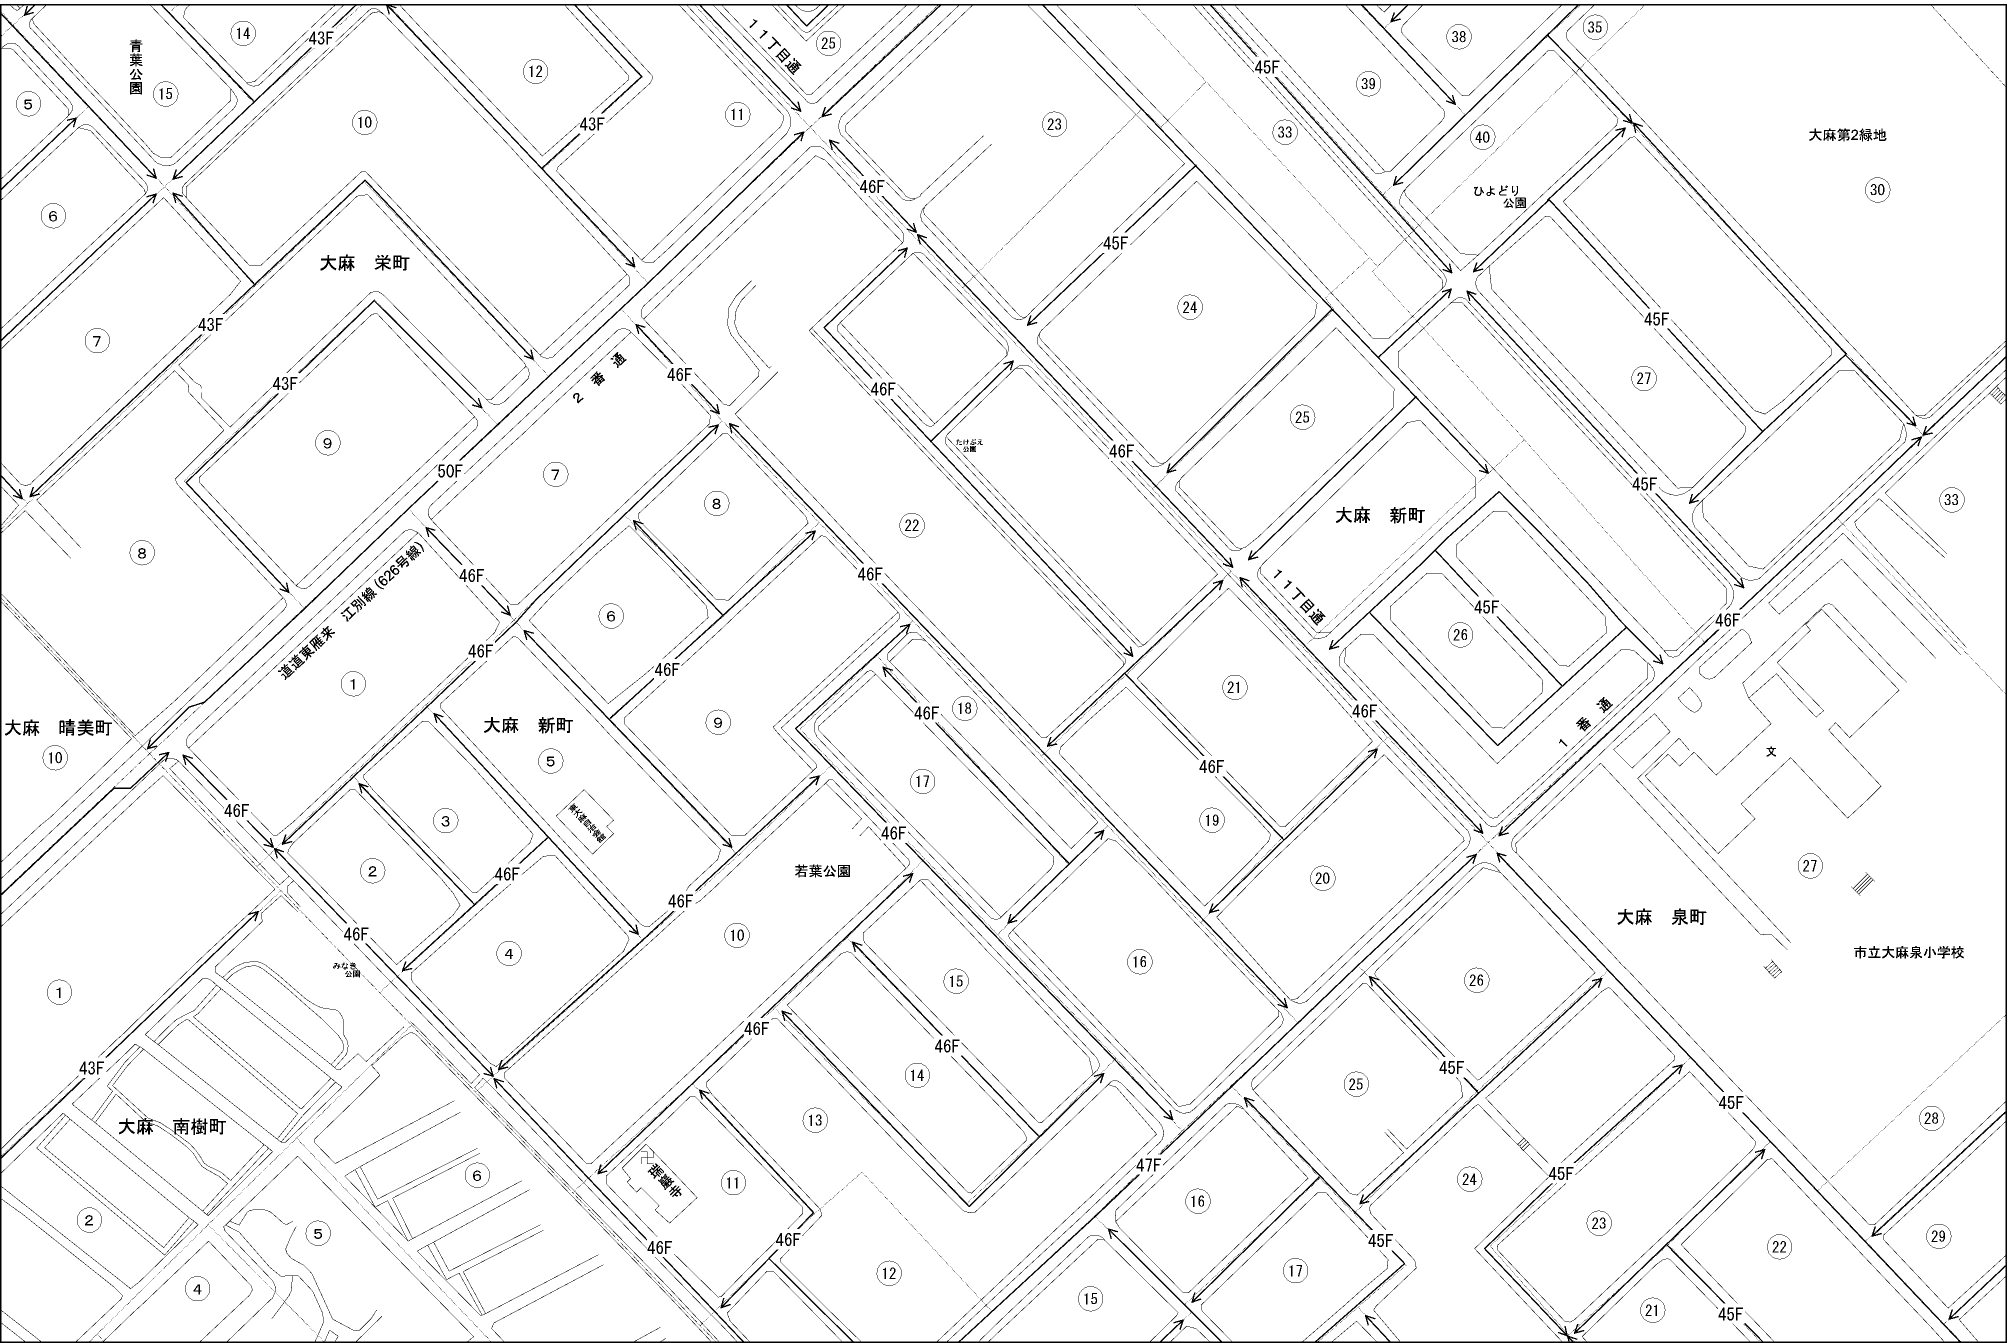 青葉公園
14
43F
15
5
12
10
43F
11
11丁目通
25
23
45F
38
35
39
33
40
大麻第2緑地
30
ひよどり
公園
6
大麻　栄町
7
43F
43F
9
8
46F
45F
24
45F
27
2番通
46F
46F
50F
7
8
たけぶえ
公園
46F
25
大麻　新町
45F
33
22
道道東雁来　江別線(626号線)
46F
6
46F
46F
11丁目通
45F
26
46F
1
46F
18
21
46F
大麻　晴美町
10
大麻　新町
5
9
46F
1番通
文
46F
3
2
17
46F
46F
19
20
27
46F
若葉公園
46F
大麻　泉町
市立大麻泉小学校
46F
みなき
公園
4
10
15
16
26
1
43F
46F
46F
14
25
45F
45F
28
大麻　南樹町
13
47F
6
瑞巌寺
11
16
24
45F
2
5
46F
46F
45F
23
22
29
4
12
15
17
21
45F